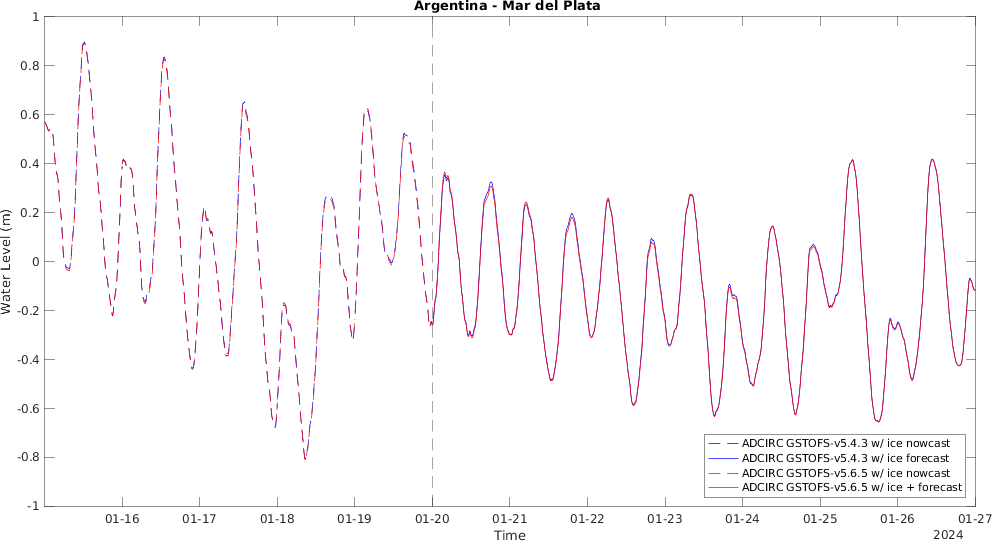 Argentina - Mar del Plata
Water Level (m)
1
0.8
0.6
0.4
0.2
0
-0.2
-0.4
-0.6
-0.8
-1
ADCIRC GSTOFS-v5.4.3 w/ ice nowcast
ADCIRC GSTOFS-v5.4.3 w/ ice forecast
ADCIRC GSTOFS-v5.6.5 w/ ice nowcast
ADCIRC GSTOFS-v5.6.5 w/ ice + forecast
01-16 01-17 01-18 01-19 01-20 01-21 01-22 01-23 01-24 01-25 01-26 01-27
Time
2024